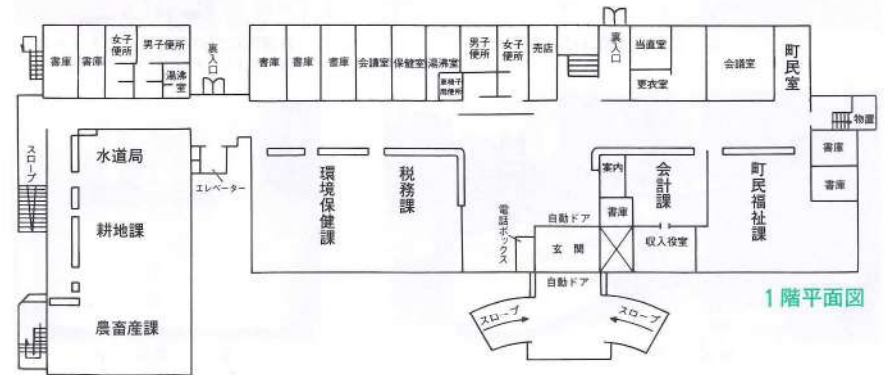 書庫
書庫
女子
便所
男子便所
湯沸
室
裏入口
書庫
書庫
書庫
会議室
保健室
湯沸室
男子
便所
女子
便所
売店
裏入口
当直室
更衣室
会議室
町民室
物置
書庫
書庫
スロープ
水道局
耕地課
農畜産課
エレベーター
環境保健課
税務課
電話ボックス
自動ドア
玄関
自動ドア
案内
書庫
会計課
収入役室
町民福祉課
スロープ
スロープ
1階平面図